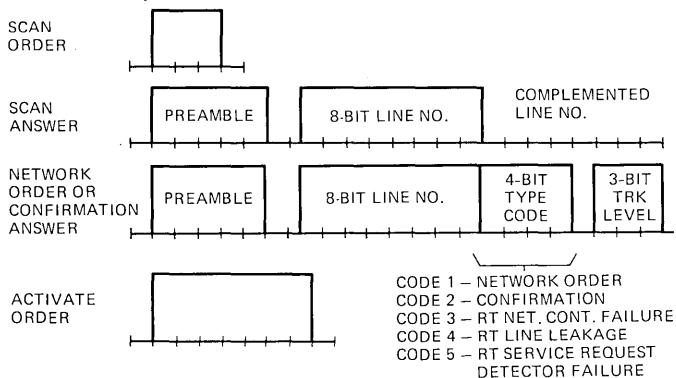 SCAN
ORDER
SCAN
ANSWER
PREAMBLE
8-BIT LINE NO.
COMPLEMENTED
LINE NO.
NETWORK
ORDER OR
CONFIRMATION
ANSWER
PREAMBLE
8-BIT LINE NO.
4-BIT
TYPE
CODE
3-BIT
TRK
LEVEL
ACTIVATE
ORDER
CODE 1 – NETWORK ORDER
CODE 2 – CONFIRMATION
CODE 3 – RT NET. CONT. FAILURE
CODE 4 – RT LINE LEAKAGE
CODE 5 – RT SERVICE REQUEST
DETECTOR FAILURE